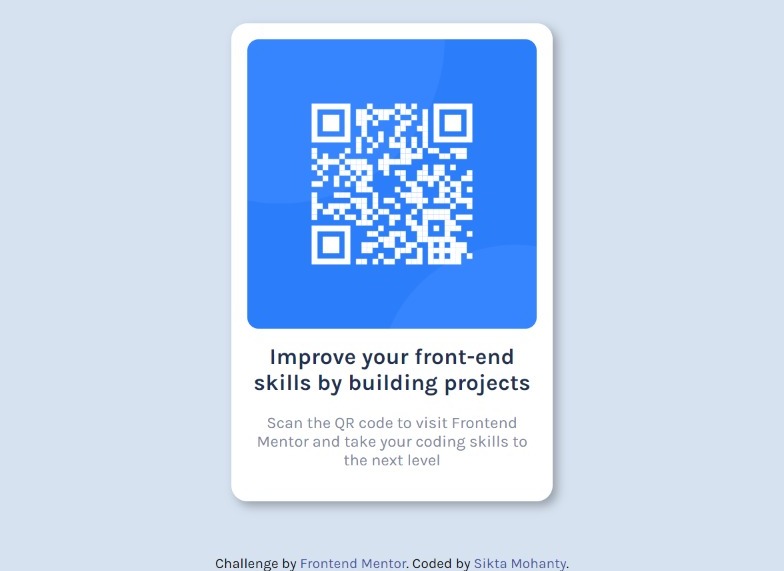 Improve your front-end
skills by building projects
Scan the QR code to visit Frontend
Mentor and take your coding skills to
the next level
Challenge by Frontend Mentor. Coded by Sikta Mohanty.